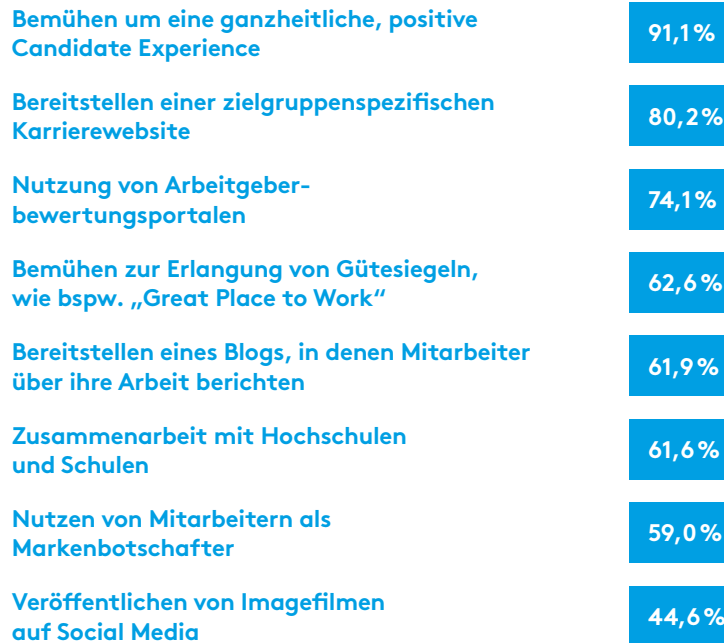 Bemühen um eine ganzheitliche, positive
Candidate Experience
91,1 %
Bereitstellen einer zielgruppenspezifischen
Karrierewebsite
80,2 %
Nutzung von Arbeitgeber-
bewertungsportalen
74,1 %
Bemühen zur Erlangung von Gütesiegeln,
wie bspw. „Great Place to Work“
62,6 %
Bereitstellen eines Blogs, in denen Mitarbeiter
über ihre Arbeit berichten
61,9 %
Zusammenarbeit mit Hochschulen
und Schulen
61,6 %
Nutzen von Mitarbeitern als
Markenbotschafter
59,0 %
Veröffentlichen von Imagefilmen
auf Social Media
44,6 %